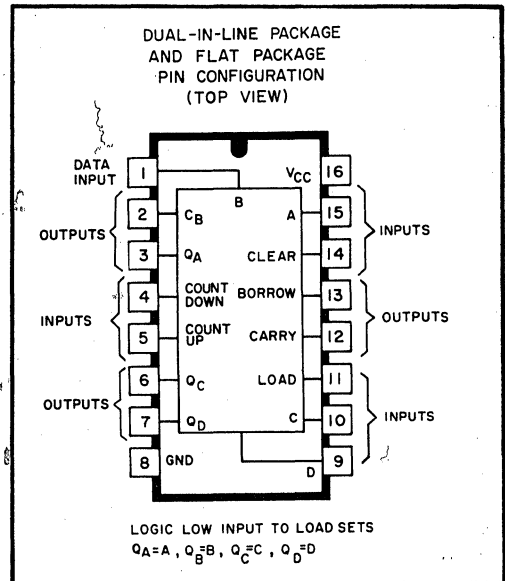 DUAL-IN-LINE PACKAGE
AND FLAT PACKAGE
PIN CONFIGURATION
(TOP VIEW)
DATA
INPUT
1
B
VCC
16
OUTPUTS
2
CB
A
15
INPUTS
3
QA
CLEAR
14
INPUTS
4
COUNT
DOWN
BORROW
13
OUTPUTS
5
COUNT
UP
CARRY
12
OUTPUTS
6
QC
LOAD
11
INPUTS
7
QD
C
10
8
GND
D
9
LOGIC LOW INPUT TO LOAD SETS
QA=A , QB=B, QC=C , QD=D